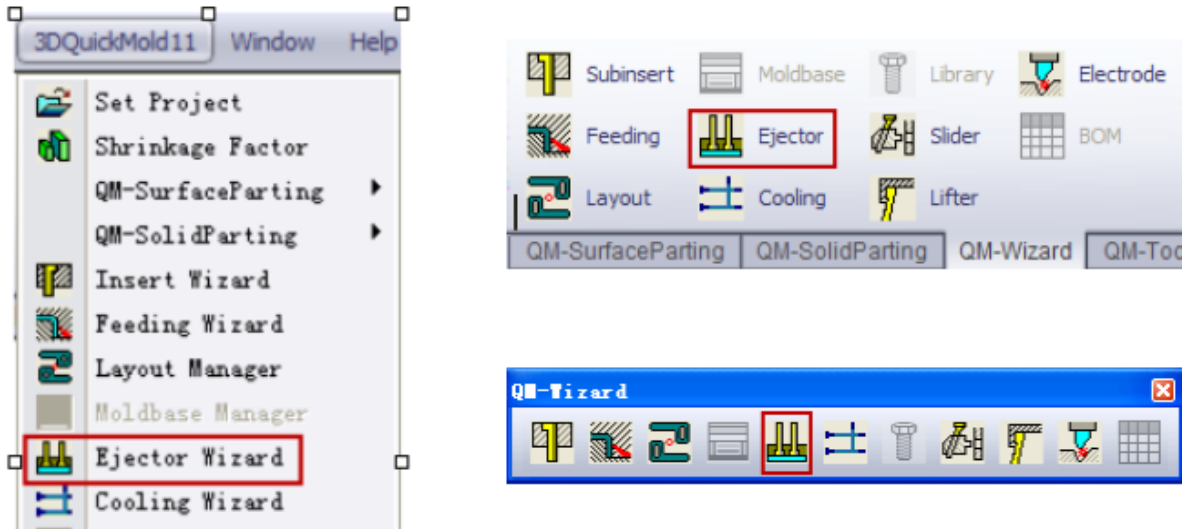 3DQuickMold11 Window Help
Set Project
Shrinkage Factor
QM-SurfaceParting
QM-SolidParting
Insert Wizard
Feeding Wizard
Layout Manager
Moldbase Manager
Ejector Wizard
Cooling Wizard
Subinsert Moldbase Library Electrode
Feeding Ejector Slider BOM
Layout Cooling Lifter
QM-SurfaceParting QM-SolidParting QM-Wizard QM-Too
QM-Wizard